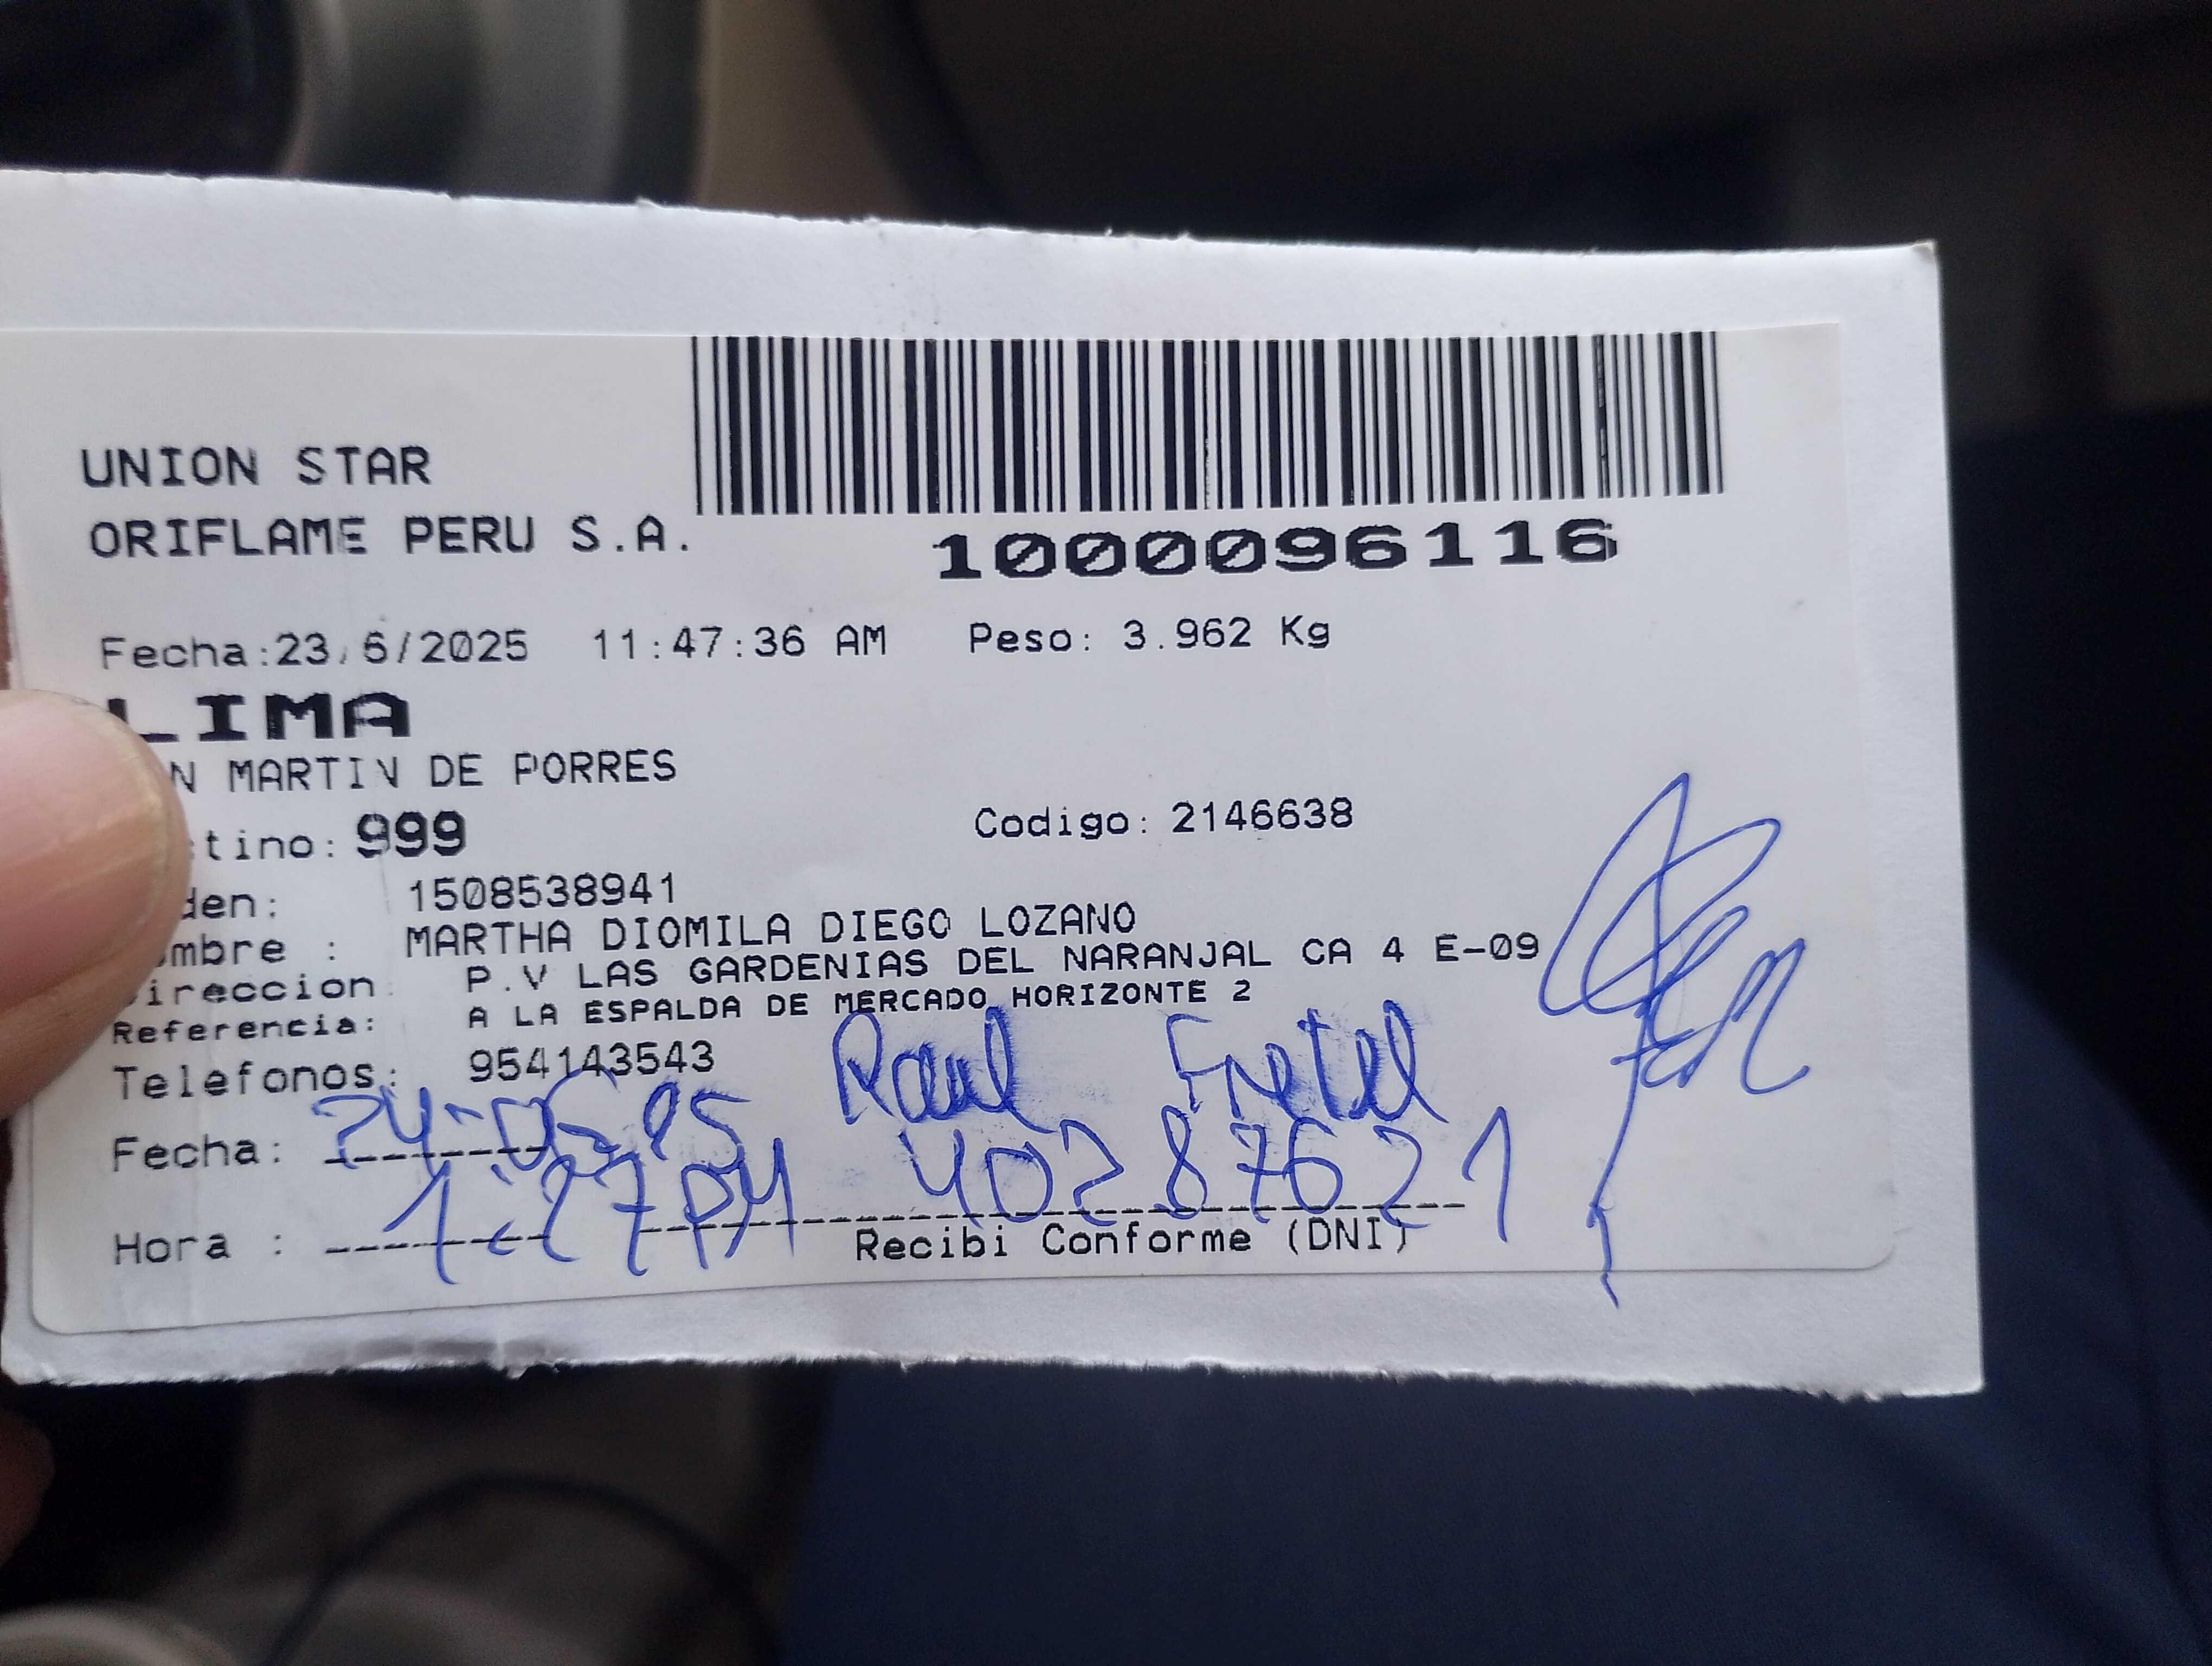 UNION STAR
ORIFLAME PERU S.A.
1000096116
Fecha:23/6/2025 11:47:36 AM Peso: 3.962 Kg
LIMA
N MARTIN DE PORRES
tino: 999 Codigo: 2146638
den: 1508538941
mbre : MARTHA DIOMILA DIEGO LOZANO
ireccion: P.V LAS GARDENIAS DEL NARANJAL CA 4 E-09
Referencia: A LA ESPALDA DE MERCADO HORIZONTE 2
Telefonos: 954143543
Raul Fretel
Fecha: 24-06-
40287621
Hora : 1:27PM
Recibi Conforme (DNI)